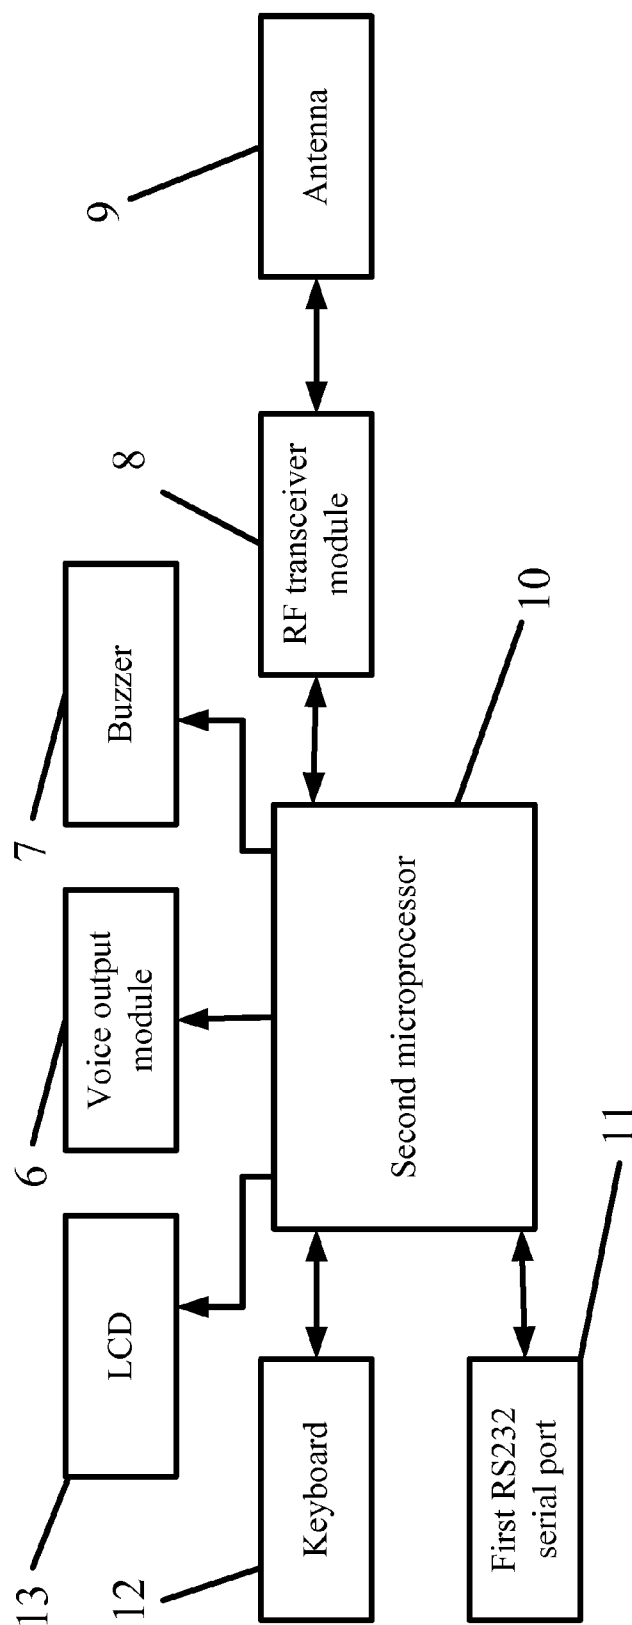 13
LCD
6
Voice output
module
7
Buzzer
12
Keyboard
8
RF transceiver
module
9
Antenna
Second microprocessor
10
First RS232
serial port
11